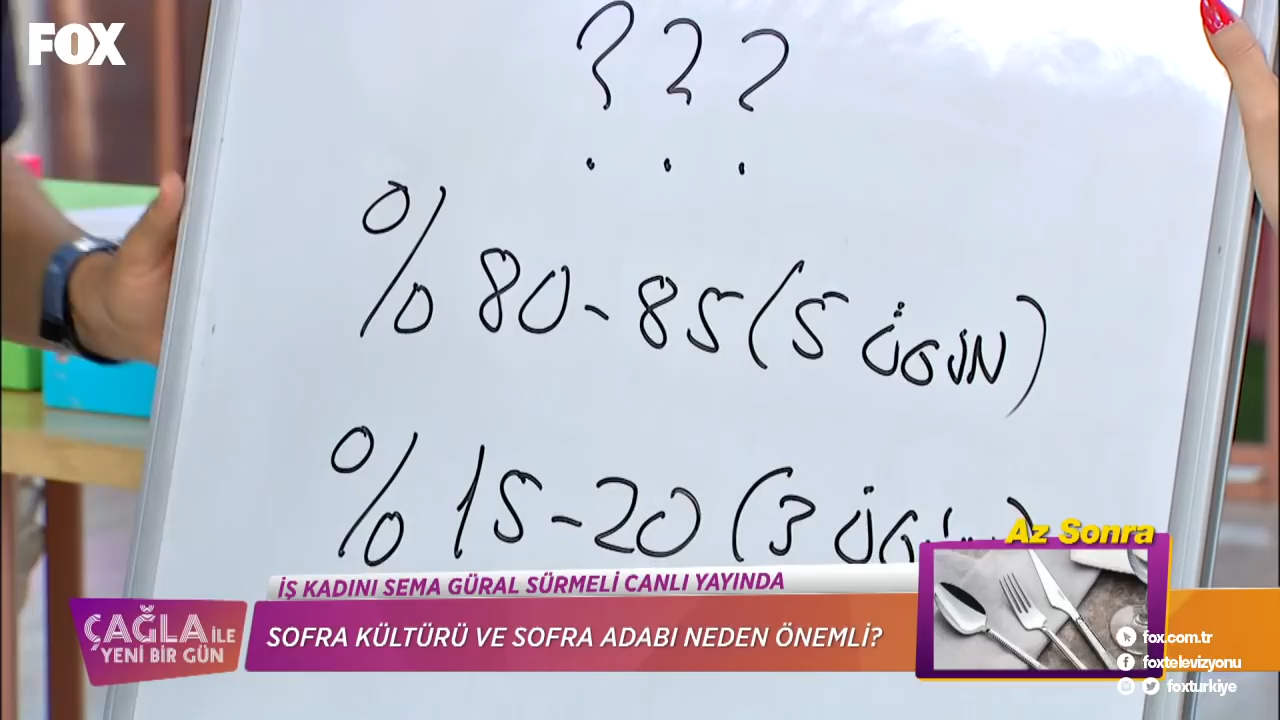 FOX
???
%80-85(5 ÜGÜN)
%15-20(3
Az Sonra
İŞ KADINI SEMA GÜRAL SÜRMELİ CANLI YAYINDA
ÇAĞLA İLE
YENİ BİR GÜN
SOFRA KÜLTÜRÜ VE SOFRA ADABI NEDEN ÖNEMLİ?
fox.com.tr
foxtelevizyonu
foxturkiye